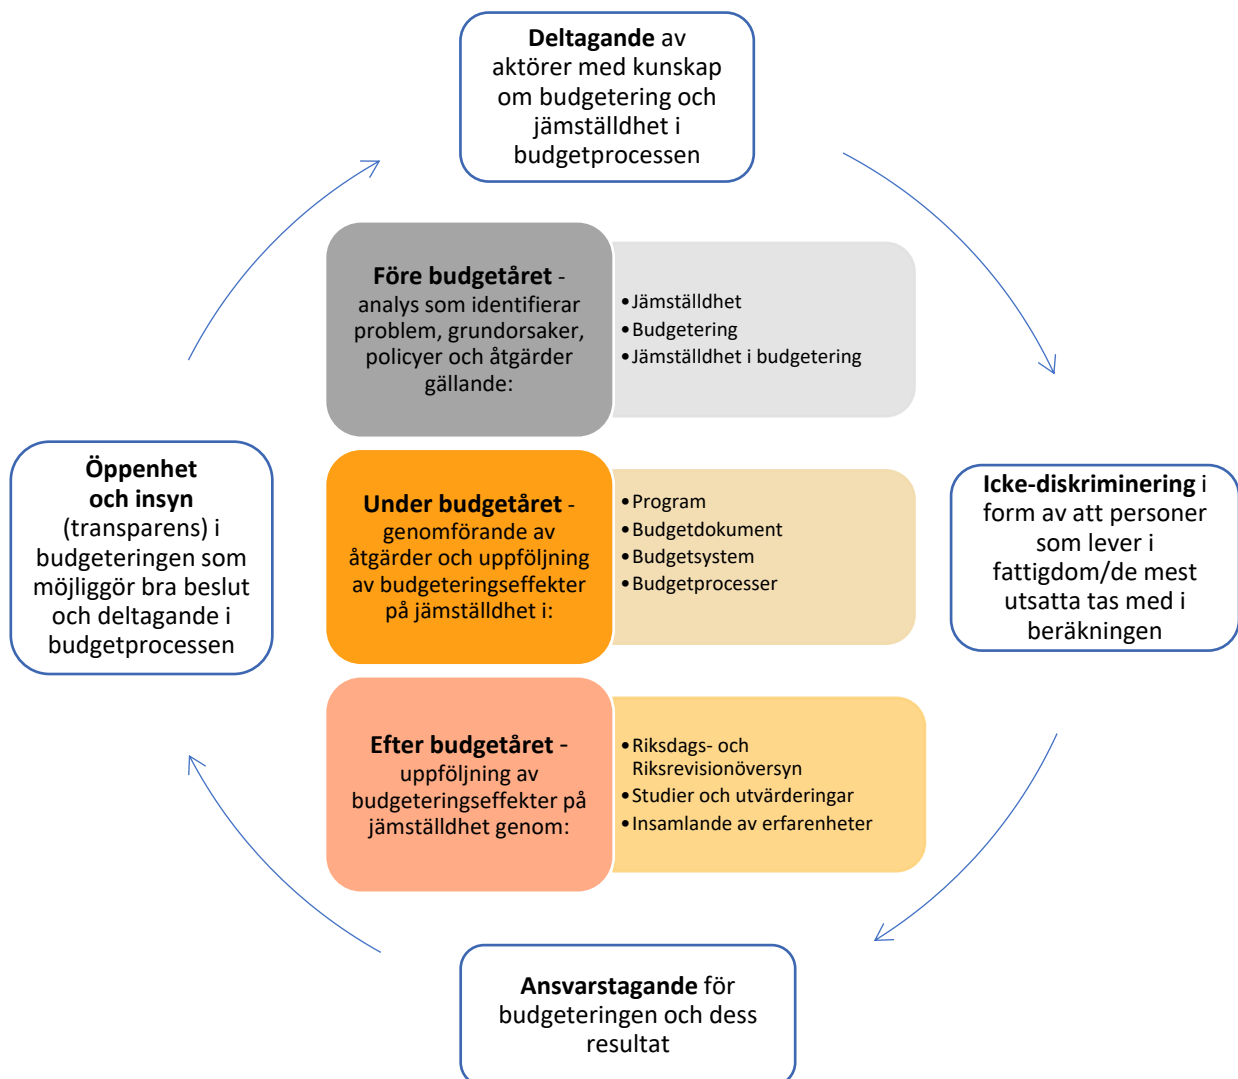 Deltagande av
aktörer med kunskap
om budgetering och
jämställdhet i
budgetprocessen
Före budgetåret -
analys som identifierar
problem, grundorsaker,
policyer och åtgärder
gällande:
•Jämställdhet
•Budgetering
•Jämställdhet i budgetering
Öppenhet
och insyn
(transparens) i
budgeteringen som
möjliggör bra beslut
och deltagande i
budgetprocessen
Under budgetåret -
genomförande av
åtgärder och uppföljning
av budgeteringseffekter
på jämställdhet i:
•Program
•Budgetdokument
•Budgetsystem
•Budgetprocesser
Icke-diskriminering i
form av att personer
som lever i
fattigdom/de mest
utsatta tas med i
beräkningen
Efter budgetåret -
uppföljning av
budgeteringseffekter på
jämställdhet genom:
•Riksdags- och
Riksrevisionöversyn
•Studier och utvärderingar
•Insamlande av erfarenheter
Ansvarstagande för
budgeteringen och dess
resultat